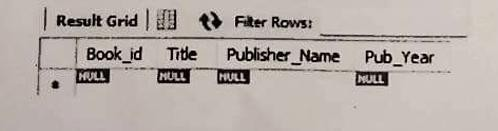 Result Grid Filter Rows:
Book_id Title Publisher_Name Pub_Year
NULL NULL NULL NULL